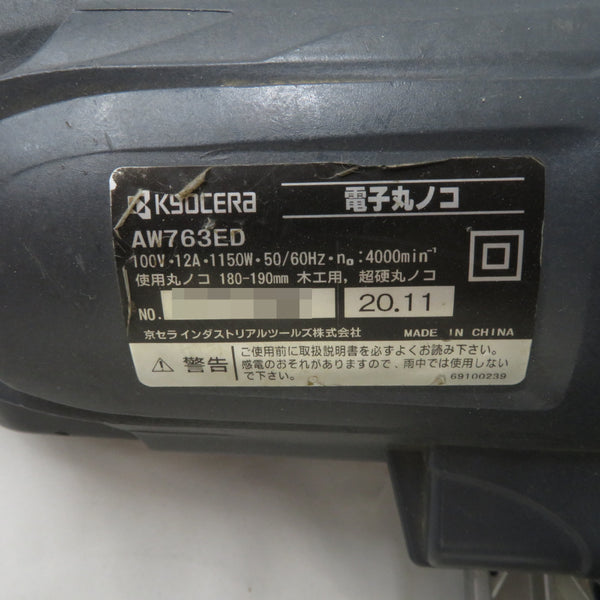 KYOCERA 電子丸ノコ
AW763ED
100V・12A・1150W・50/60Hz・n₀:4000min⁻¹
使用丸ノコ 180-190mm 木工用, 超硬丸ノコ
NO. 20.11
京セラインダストリアルツールズ株式会社 MADE IN CHINA
警告
ご使用前に取扱説明書を必ずよくお読み下さい。
感電のおそれがありますので、雨中では使用しない
で下さい。 69100239